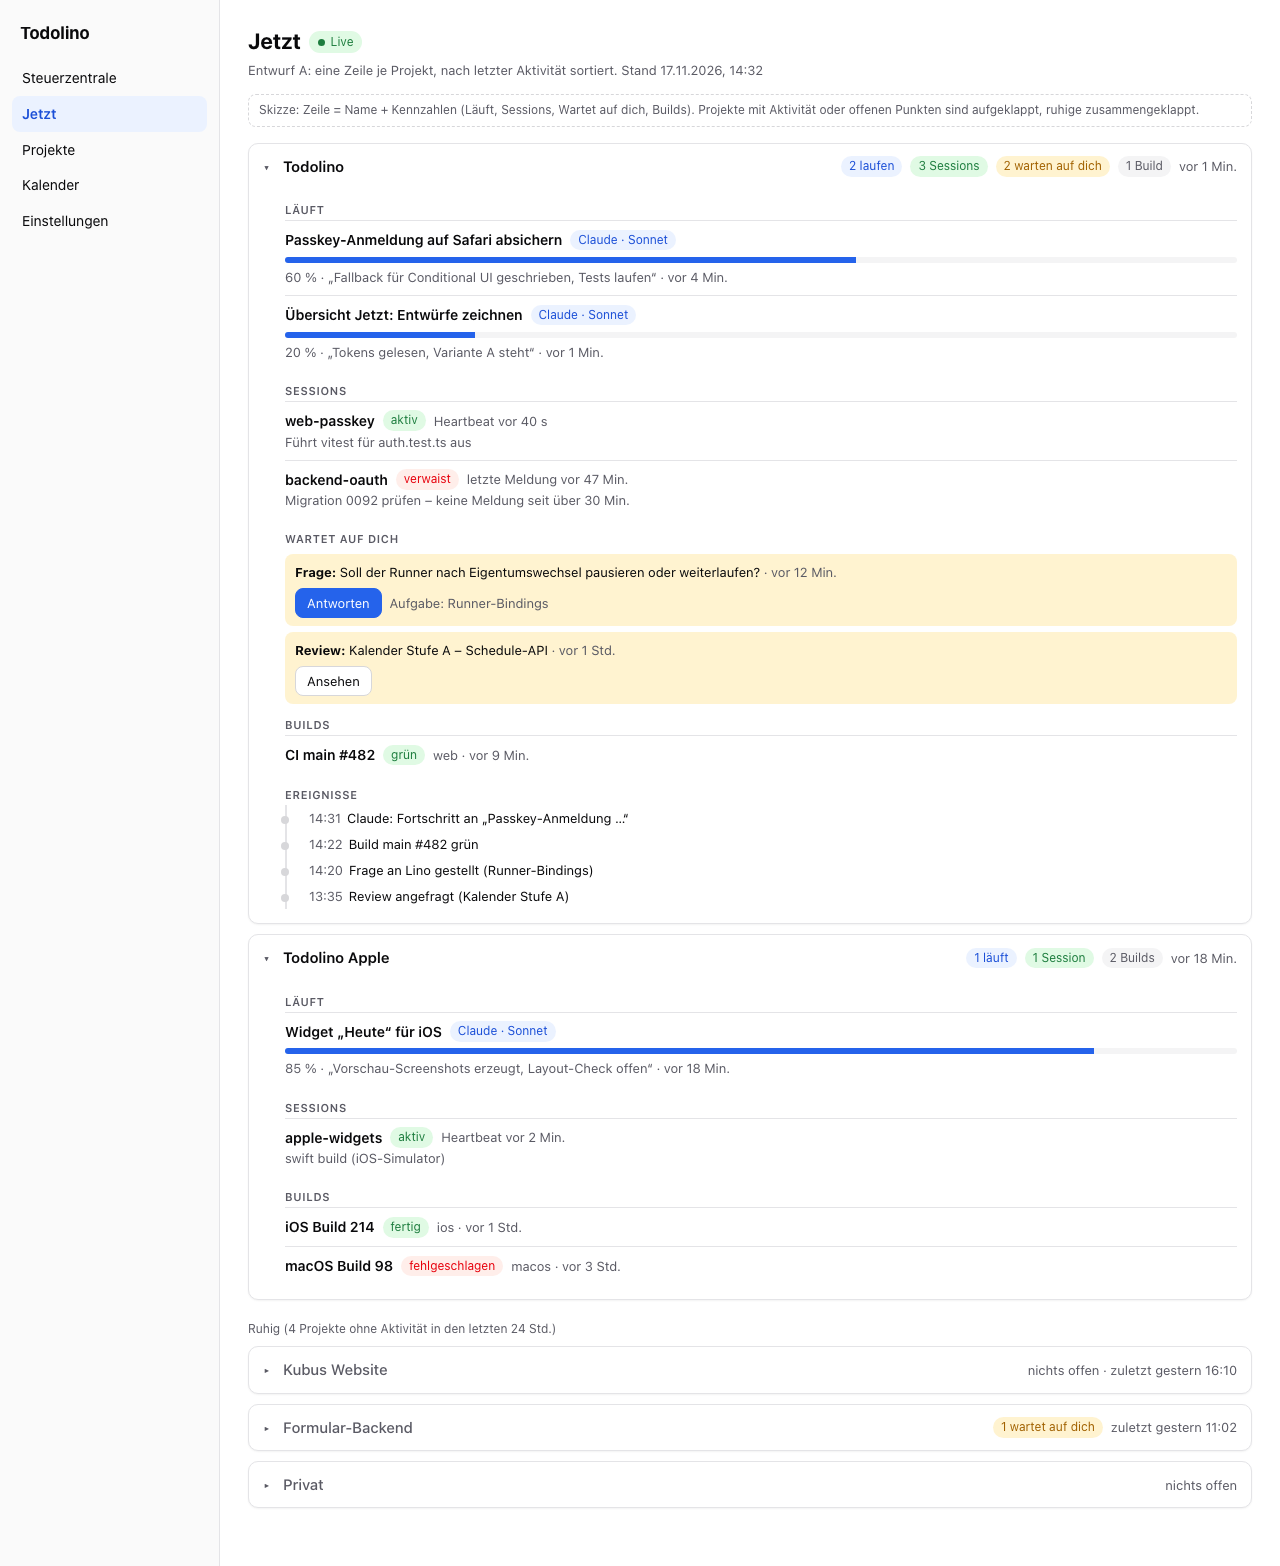 Todolino
Steuerzentrale
Jetzt
Projekte
Kalender
Einstellungen
Jetzt Live
Entwurf A: eine Zeile je Projekt, nach letzter Aktivität sortiert. Stand 17.11.2026, 14:32
Skizze: Zeile = Name + Kennzahlen (Läuft, Sessions, Wartet auf dich, Builds). Projekte mit Aktivität oder offenen Punkten sind aufgeklappt, ruhige zusammengeklappt.
Todolino 2 laufen 3 Sessions 2 warten auf dich 1 Build vor 1 Min.
LÄUFT
Passkey-Anmeldung auf Safari absichern Claude · Sonnet
60 % · „Fallback für Conditional UI geschrieben, Tests laufen“ · vor 4 Min.
Übersicht Jetzt: Entwürfe zeichnen Claude · Sonnet
20 % · „Tokens gelesen, Variante A steht“ · vor 1 Min.
SESSIONS
web-passkey aktiv Heartbeat vor 40 s
Führt vitest für auth.test.ts aus
backend-oauth verwaist letzte Meldung vor 47 Min.
Migration 0092 prüfen – keine Meldung seit über 30 Min.
WARTET AUF DICH
Frage: Soll der Runner nach Eigentumswechsel pausieren oder weiterlaufen? · vor 12 Min.
Antworten Aufgabe: Runner-Bindings
Review: Kalender Stufe A – Schedule-API · vor 1 Std.
Ansehen
BUILDS
CI main #482 grün web · vor 9 Min.
EREIGNISSE
14:31 Claude: Fortschritt an „Passkey-Anmeldung …“
14:22 Build main #482 grün
14:20 Frage an Lino gestellt (Runner-Bindings)
13:35 Review angefragt (Kalender Stufe A)
Todolino Apple 1 läuft 1 Session 2 Builds vor 18 Min.
LÄUFT
Widget „Heute“ für iOS Claude · Sonnet
85 % · „Vorschau-Screenshots erzeugt, Layout-Check offen“ · vor 18 Min.
SESSIONS
apple-widgets aktiv Heartbeat vor 2 Min.
swift build (iOS-Simulator)
BUILDS
iOS Build 214 fertig ios · vor 1 Std.
macOS Build 98 fehlgeschlagen macos · vor 3 Std.
Ruhig (4 Projekte ohne Aktivität in den letzten 24 Std.)
Kubus Website nichts offen · zuletzt gestern 16:10
Formular-Backend 1 wartet auf dich zuletzt gestern 11:02
Privat nichts offen